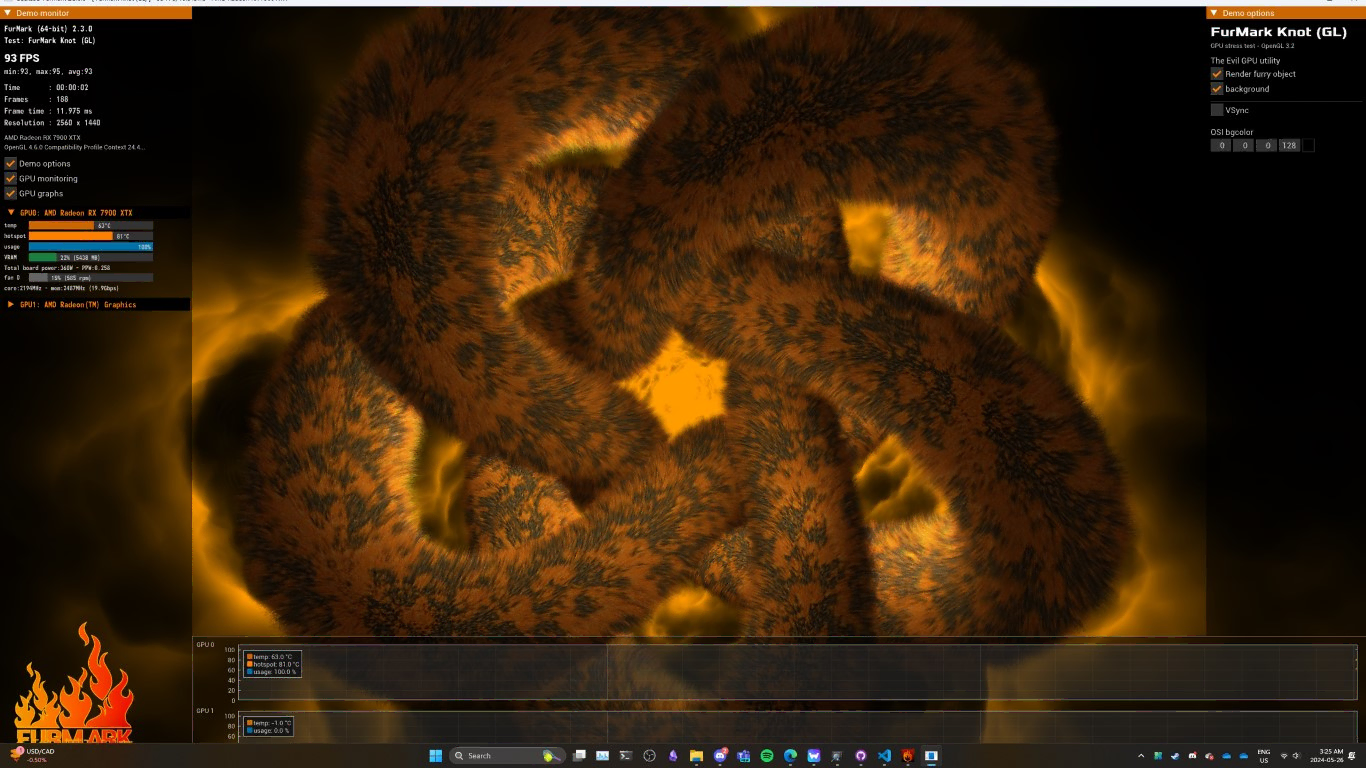 Demo monitor
FurMark (64-bit) 2.3.0
Test: FurMark Knot (GL)
93 FPS
min:93, max:95, avg:93
Time : 00:00:02
Frames : 188
Frame time : 11.975 ms
Resolution : 2560 x 1440
AMD Radeon RX 7900 XTX
OpenGL 4.6.0 Compatibility Profile Context 24.4...
Demo options
GPU monitoring
GPU graphs
GPU0: AMD Radeon RX 7900 XTX
temp 63°C
hotspot 81°C
usage 100%
VRAM 22% (5438 MB)
Total board power:360W - PPW:0.258
fan 0 15% (505 rpm)
core:2194MHz - mem:2487MHz (19.9Gbps)
GPU1: AMD Radeon(TM) Graphics
Demo options
FurMark Knot (GL)
GPU stress test - OpenGL 3.2
The Evil GPU utility
Render furry object
background
VSync
OSI bgcolor
0 0 0 128
GPU 0
100
80
60
40
20
0
temp: 63.0 °C
hotspot: 81.0 °C
usage: 100.0 %
GPU 1
100
80
60
temp: -1.0 °C
usage: 0.0 %
FURMARK
USD/CAD
-0.50%
Search
ENG
US
3:25 AM
2024-05-26